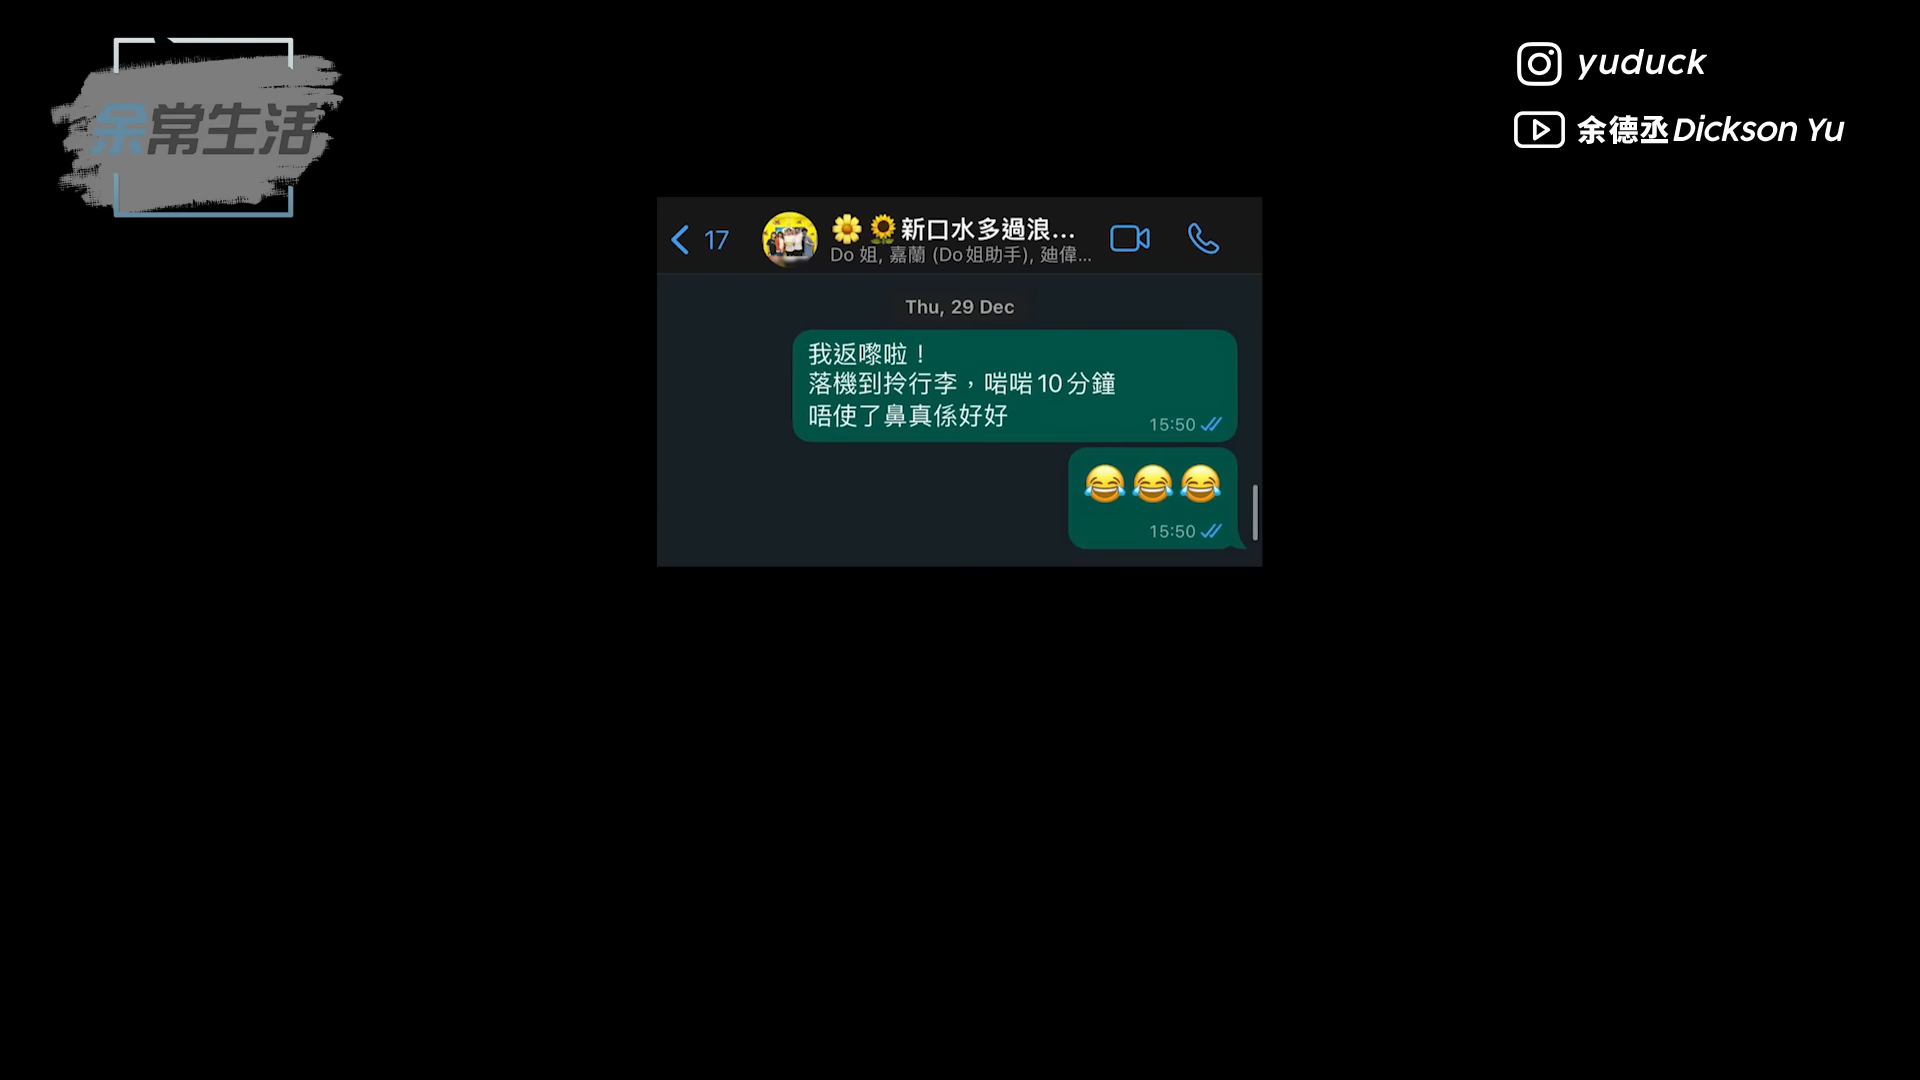 余常生活
yuduck
余德丞Dickson Yu
17
🌼🌻新口水多過浪...
Do 姐, 嘉蘭 (Do姐助手), 廸偉...
Thu, 29 Dec
我返嚟啦！
落機到拎行李，啱啱10分鐘
唔使了鼻真係好好
15:50
😂😂😂
15:50